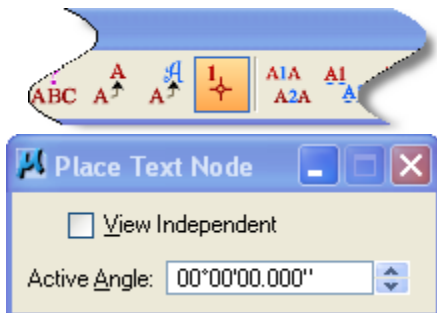 ABC A A A A 1 A1A A2A A1 A
Place Text Node
View Independent
Active Angle: 00°00'00.000"